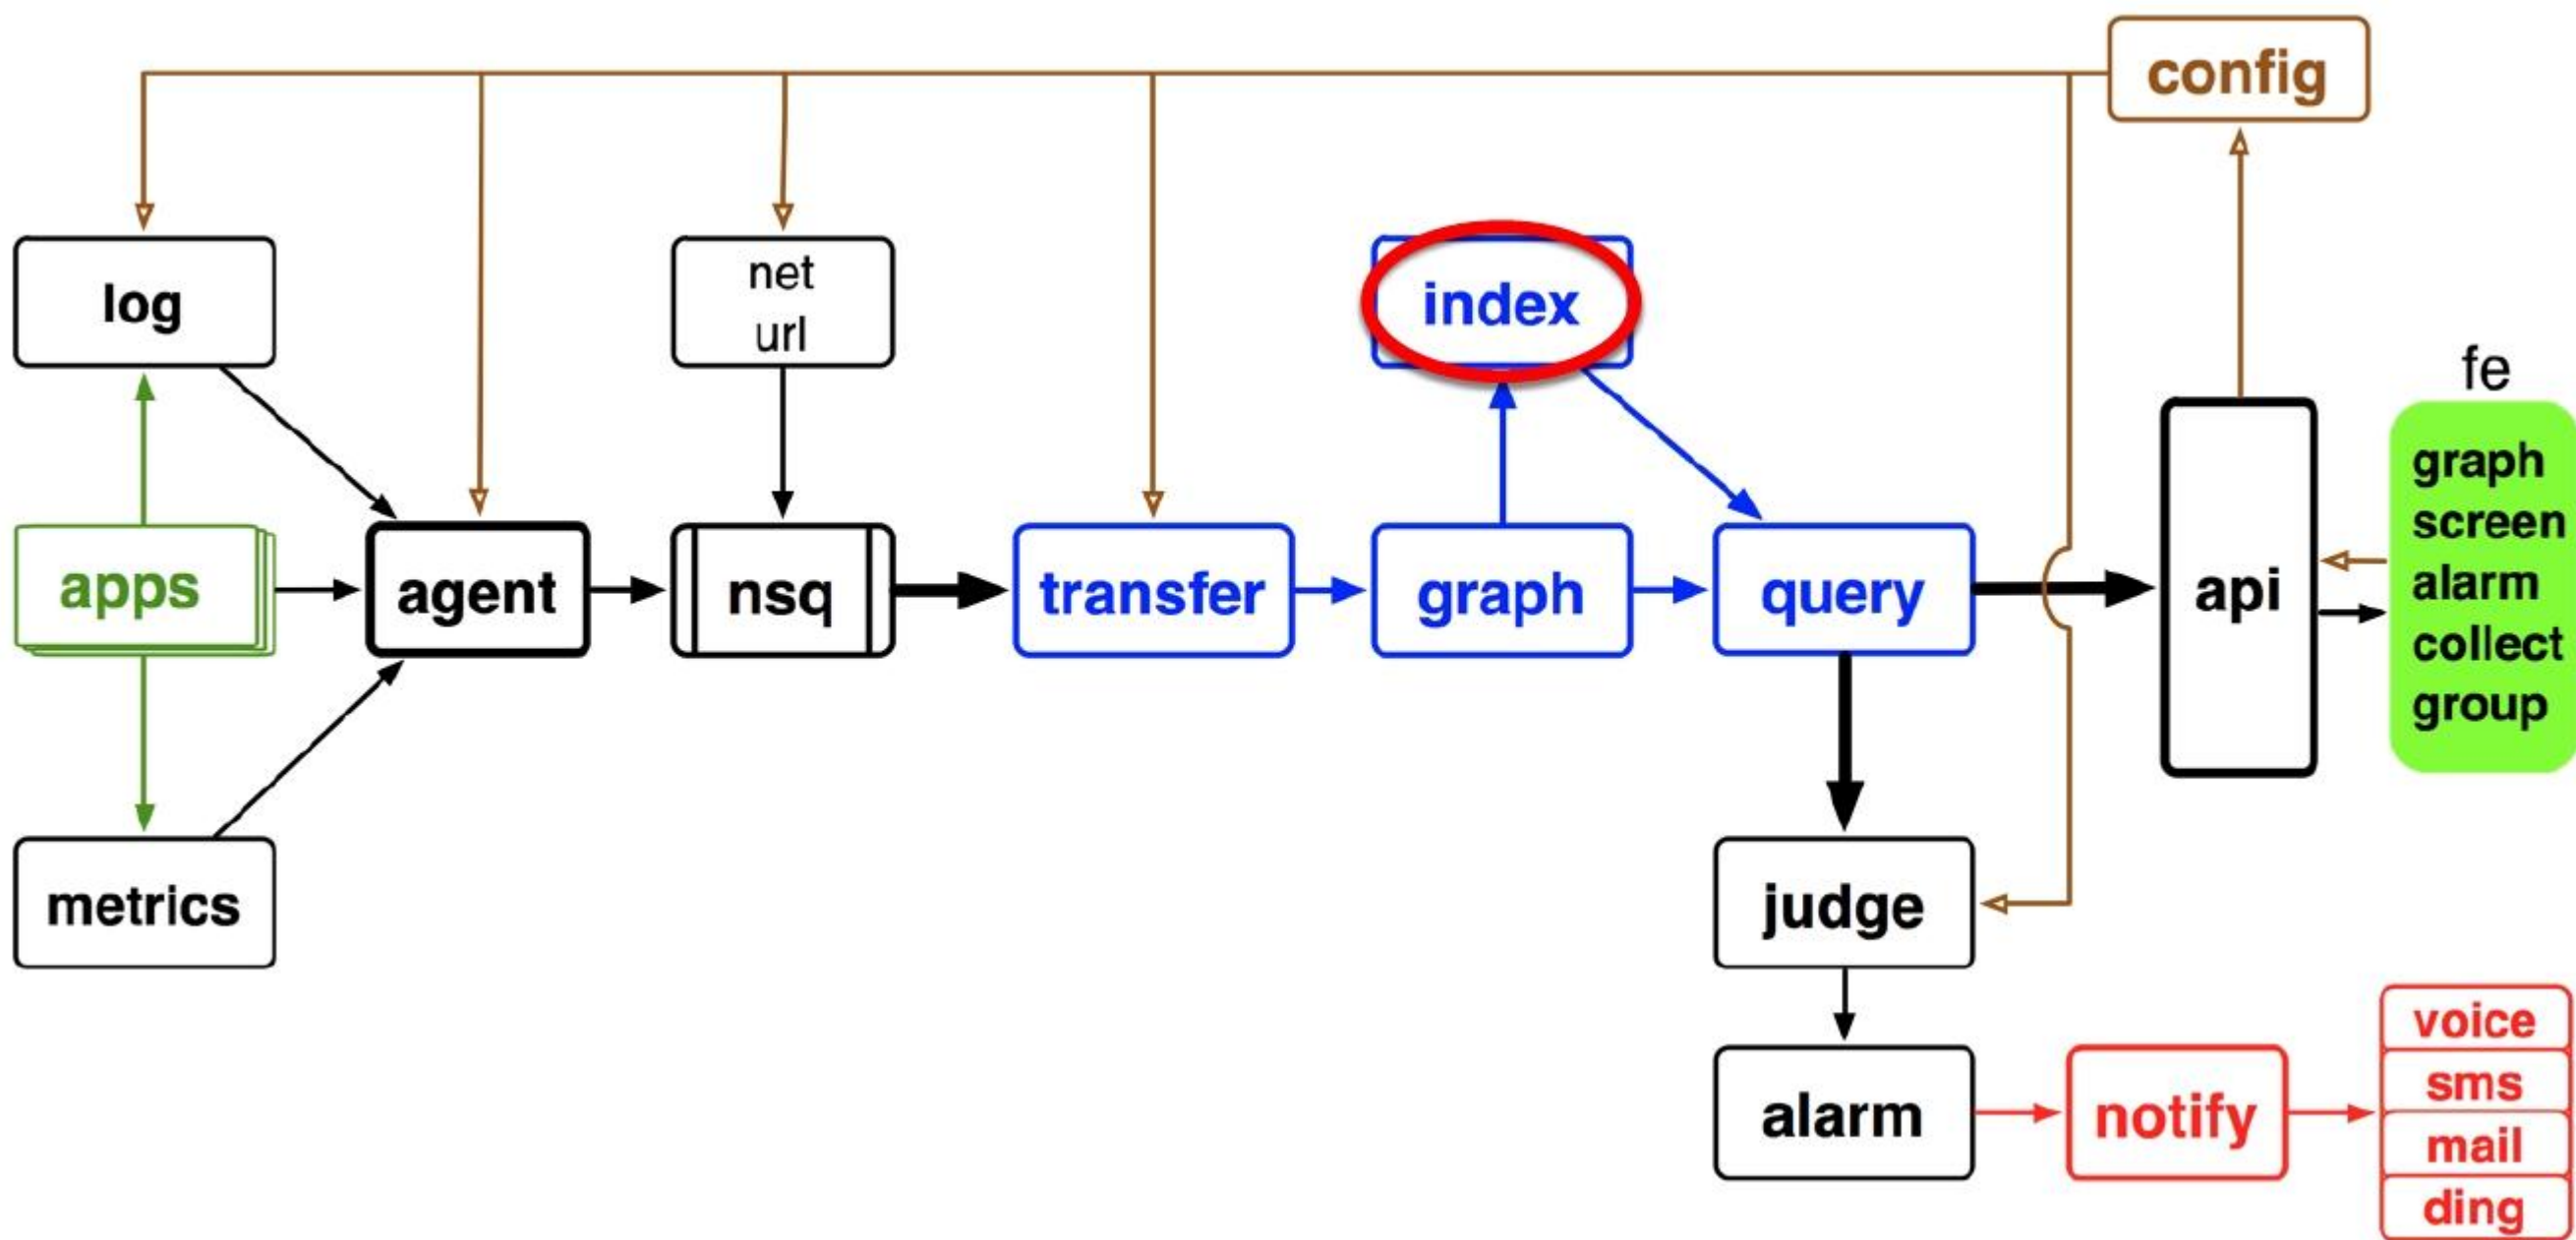 config
log
net
url
index
fe
apps
agent
nsq
transfer
graph
query
api
graph
screen
alarm
collect
group
metrics
judge
alarm
notify
voice
sms
mail
ding